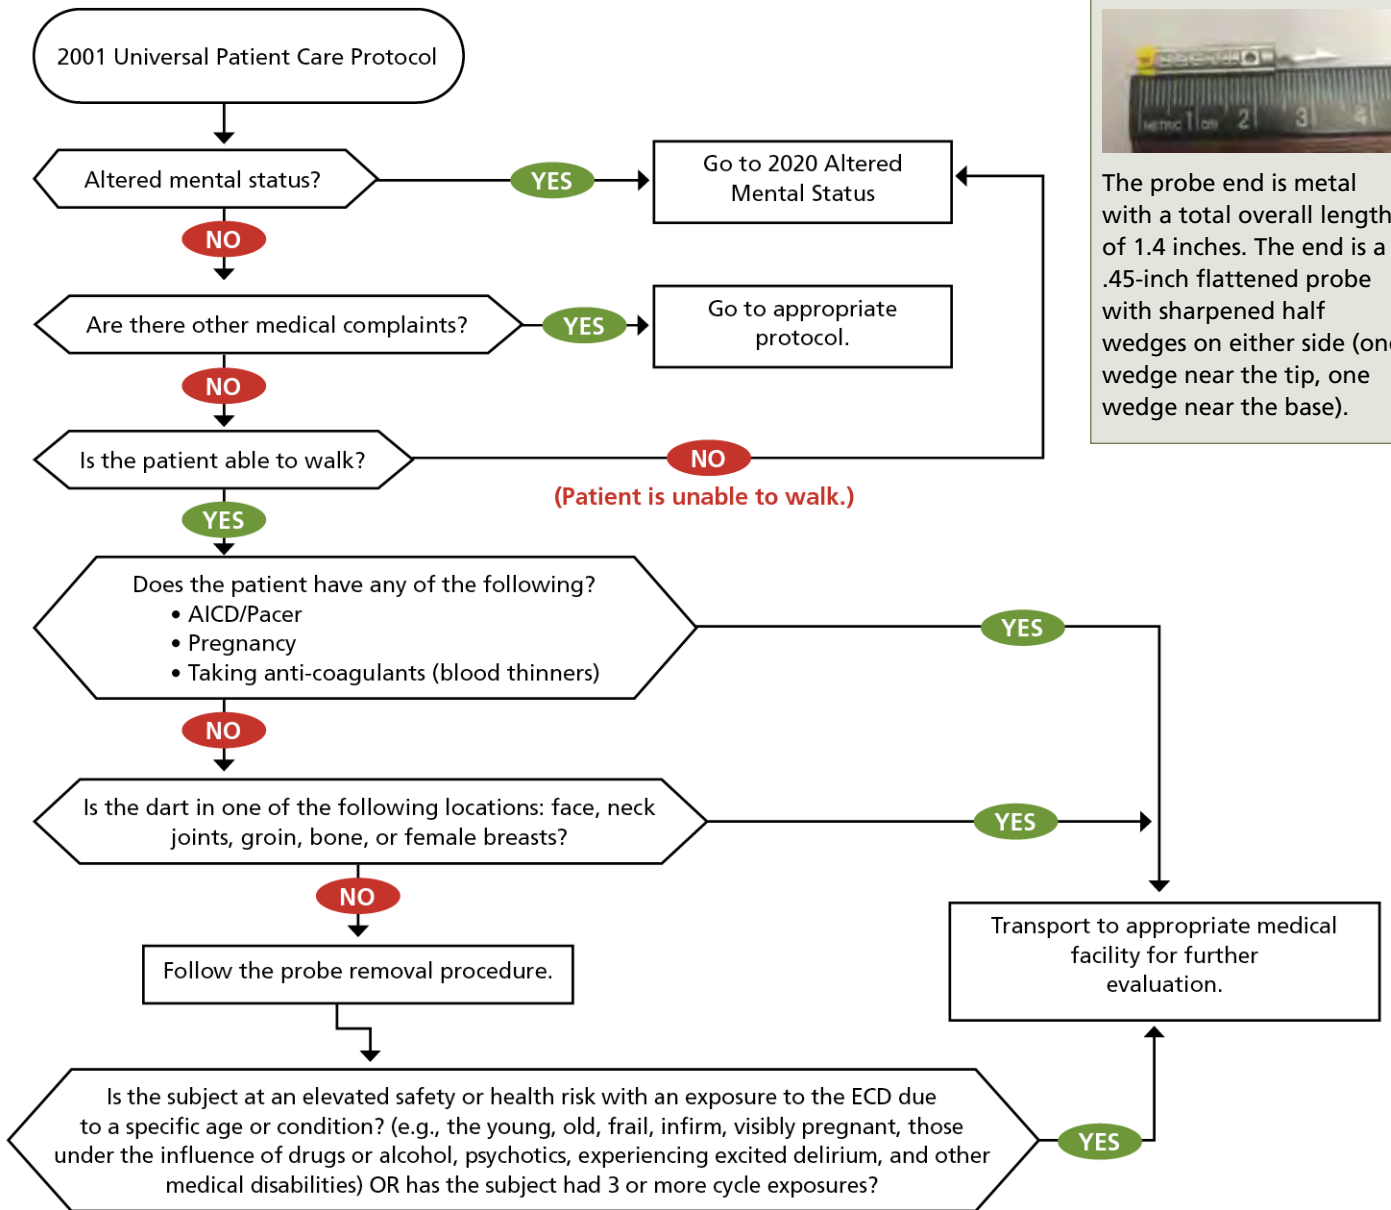 2001 Universal Patient Care Protocol
Altered mental status?
YES
Go to 2020 Altered
Mental Status
NO
Are there other medical complaints?
YES
Go to appropriate
protocol.
NO
Is the patient able to walk?
NO
(Patient is unable to walk.)
YES
Does the patient have any of the following?
• AICD/Pacer
• Pregnancy
• Taking anti-coagulants (blood thinners)
YES
NO
Is the dart in one of the following locations: face, neck
joints, groin, bone, or female breasts?
YES
NO
Follow the probe removal procedure.
Transport to appropriate medical
facility for further
evaluation.
Is the subject at an elevated safety or health risk with an exposure to the ECD due
to a specific age or condition? (e.g., the young, old, frail, infirm, visibly pregnant, those
under the influence of drugs or alcohol, psychotics, experiencing excited delirium, and other
medical disabilities) OR has the subject had 3 or more cycle exposures?
YES
METRIC 1 cm 2 3 4
The probe end is metal
with a total overall length
of 1.4 inches. The end is a
.45-inch flattened probe
with sharpened half
wedges on either side (one
wedge near the tip, one
wedge near the base).